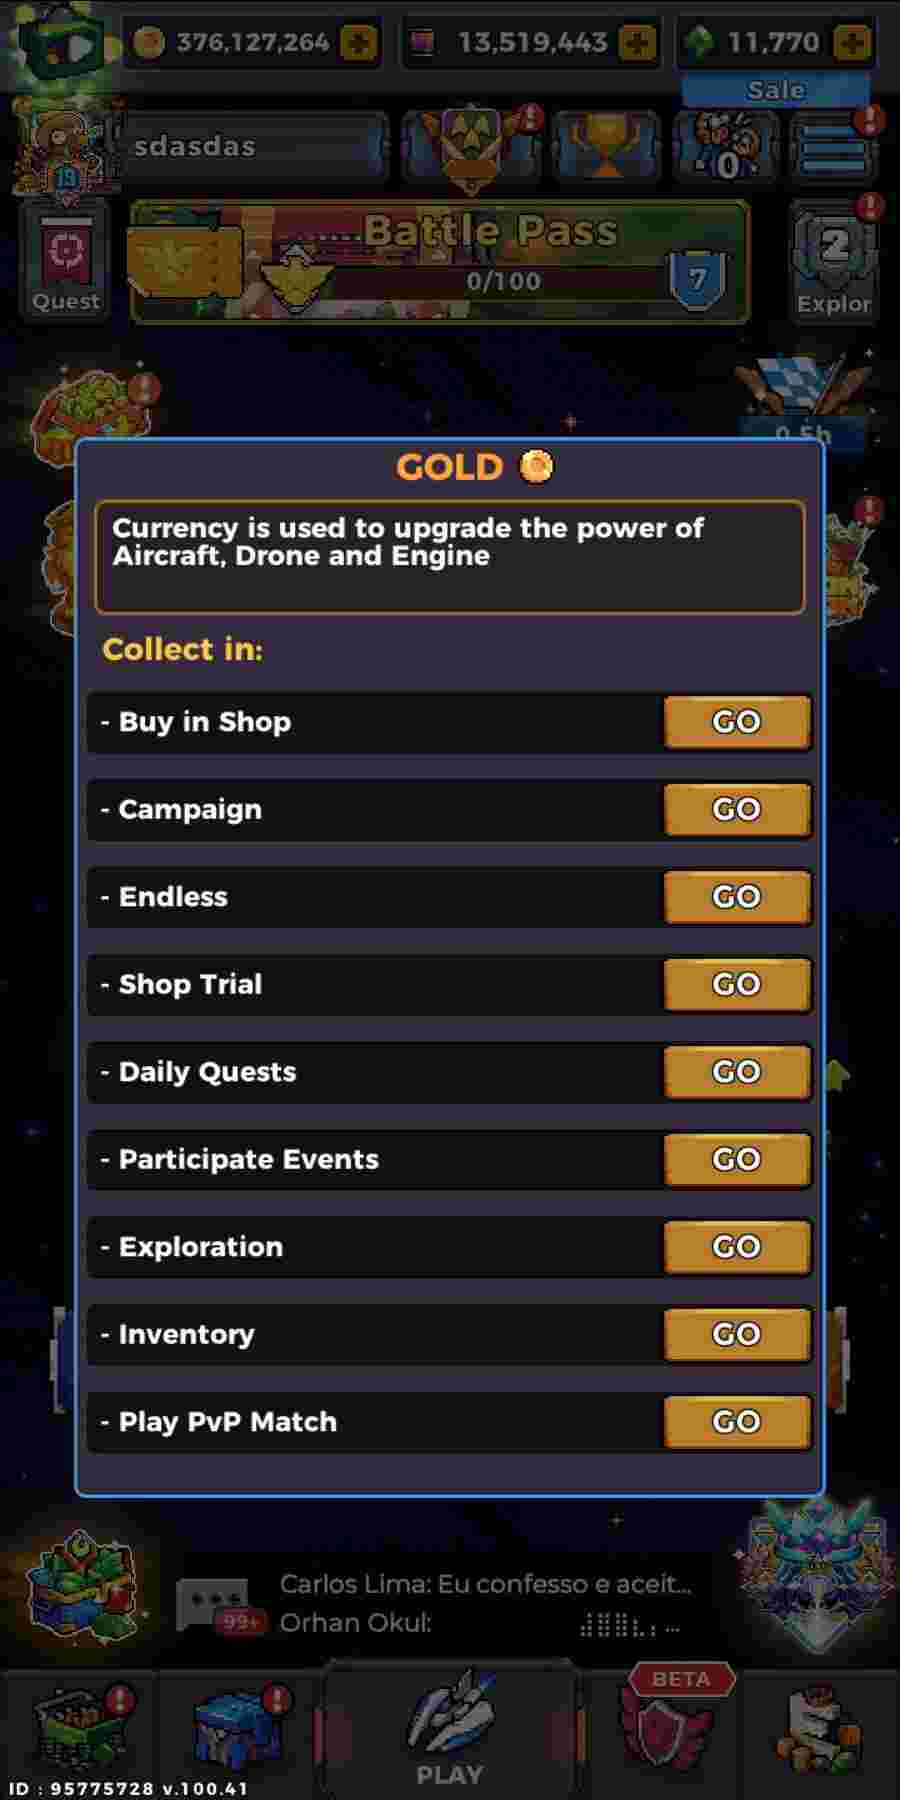 376,127,264
13,519,443
11,770
Sale
sdasdas
19
0
Battle Pass
0/100
7
Quest
2
Explor
0.5h
GOLD
Currency is used to upgrade the power of
Aircraft, Drone and Engine
Collect in:
- Buy in Shop GO
- Campaign GO
- Endless GO
- Shop Trial GO
- Daily Quests GO
- Participate Events GO
- Exploration GO
- Inventory GO
- Play PvP Match GO
Carlos Lima: Eu confesso e aceit...
99+
Orhan Okul:
BETA
PLAY
ID : 95775728 v.100.41